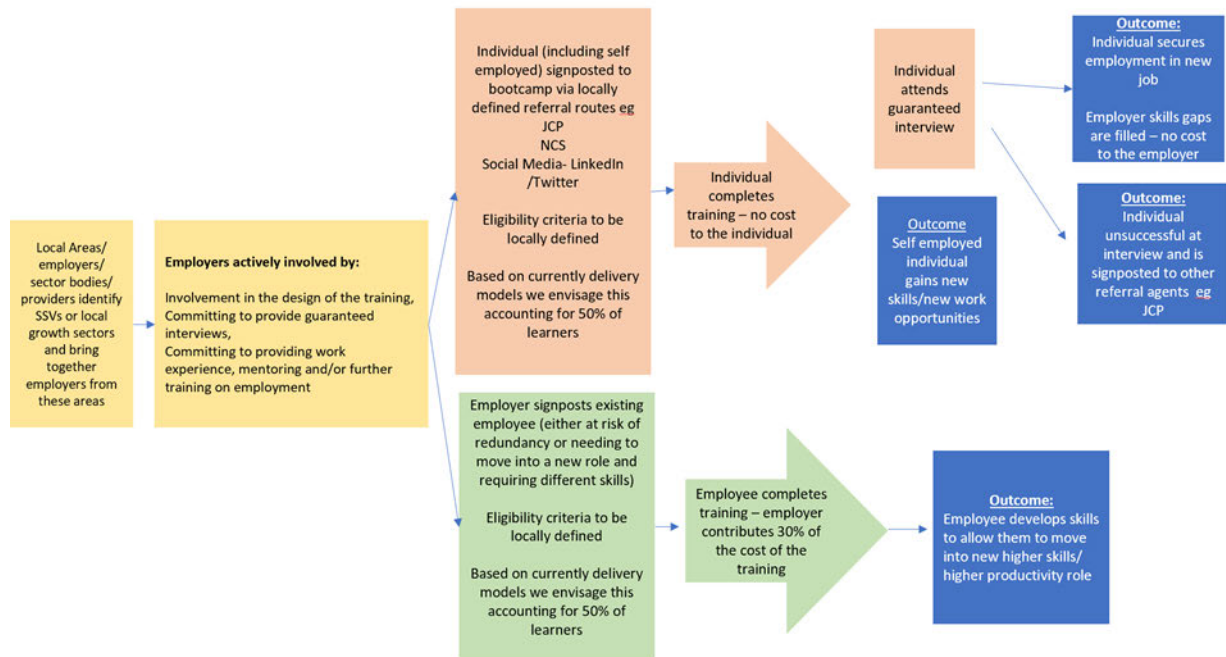 Local Areas/
employers/
sector bodies/
providers identify
SSVs or local
growth sectors
and bring
together
employers from
these areas
Employers actively involved by:
Involvement in the design of the training,
Committing to provide guaranteed
interviews,
Committing to providing work
experience, mentoring and/or further
training on employment
Individual (including self
employed) signposted to
bootcamp via locally
defined referral routes eg
JCP
NCS
Social Media- LinkedIn
/Twitter
Eligibility criteria to be
locally defined
Based on currently delivery
models we envisage this
accounting for 50% of
learners
Individual
completes
training – no cost
to the individual
Individual
attends
guaranteed
interview
Outcome:
Individual secures
employment in new
job
Employer skills gaps
are filled – no cost
to the employer
Outcome
Self employed
individual
gains new
skills/new work
opportunities
Outcome:
Individual
unsuccessful at
interview and is
signposted to other
referral agents eg
JCP
Employer signposts existing
employee (either at risk of
redundancy or needing to
move into a new role and
requiring different skills)
Eligibility criteria to be
locally defined
Based on currently delivery
models we envisage this
accounting for 50% of
learners
Employee completes
training – employer
contributes 30% of
the cost of the
training
Outcome:
Employee develops skills
to allow them to move
into new higher skills/
higher productivity role